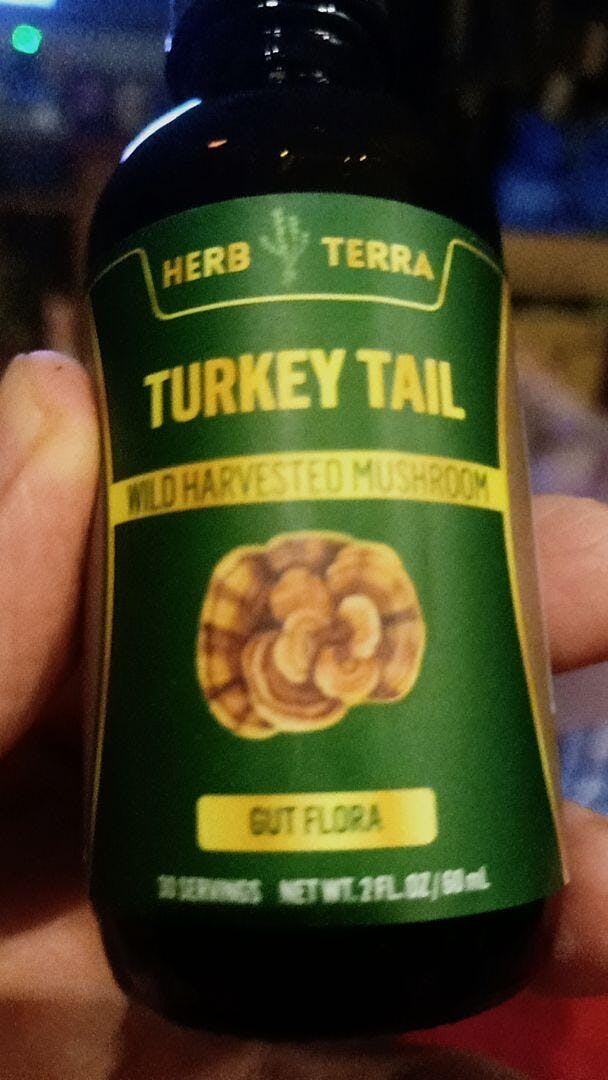 HERB TERRA
TURKEY TAIL
WILD HARVESTED MUSHROOM
GUT FLORA
30 SERVINGS NET WT. 2 FL. OZ / 60 mL